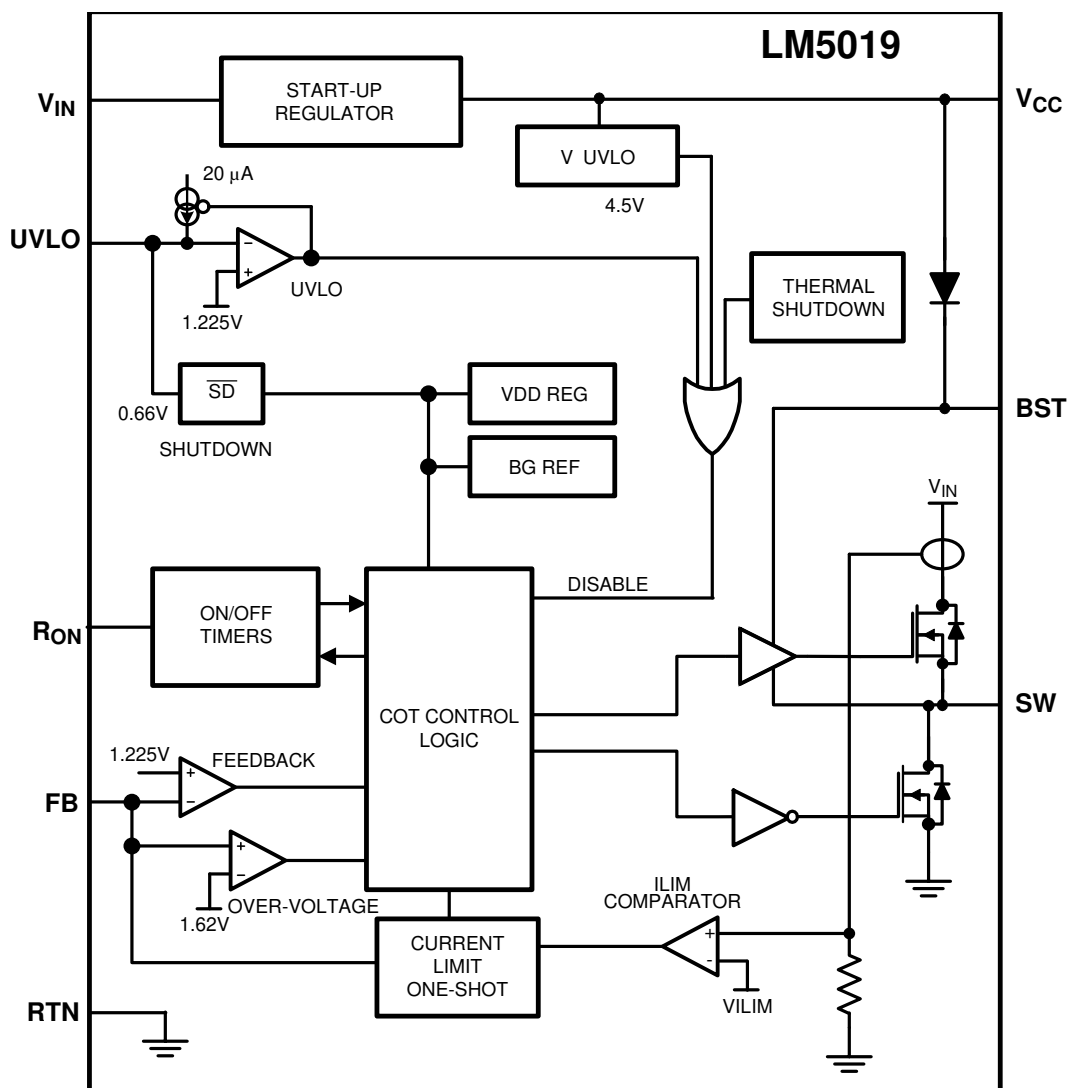 LM5019
VIN
START-UP
REGULATOR
VCC
V UVLO
4.5V
20 μA
UVLO
−
+
UVLO
1.225V
THERMAL
SHUTDOWN
SD
0.66V
SHUTDOWN
VDD REG
BST
BG REF
VIN
DISABLE
RON
ON/OFF
TIMERS
SW
COT CONTROL
LOGIC
1.225V
FEEDBACK
+
−
FB
+
−
1.62V
OVER-VOLTAGE
ILIM
COMPARATOR
+
-
CURRENT
LIMIT
ONE-SHOT
VILIM
RTN